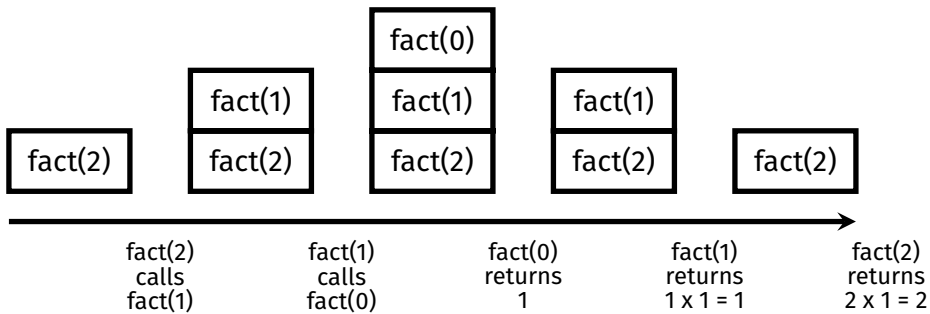 fact(0)
fact(1)
fact(1)
fact(1)
fact(2)
fact(2)
fact(2)
fact(2)
fact(2)
fact(2)
calls
fact(1)
fact(1)
calls
fact(0)
fact(0)
returns
1
fact(1)
returns
1 x 1 = 1
fact(2)
returns
2 x 1 = 2